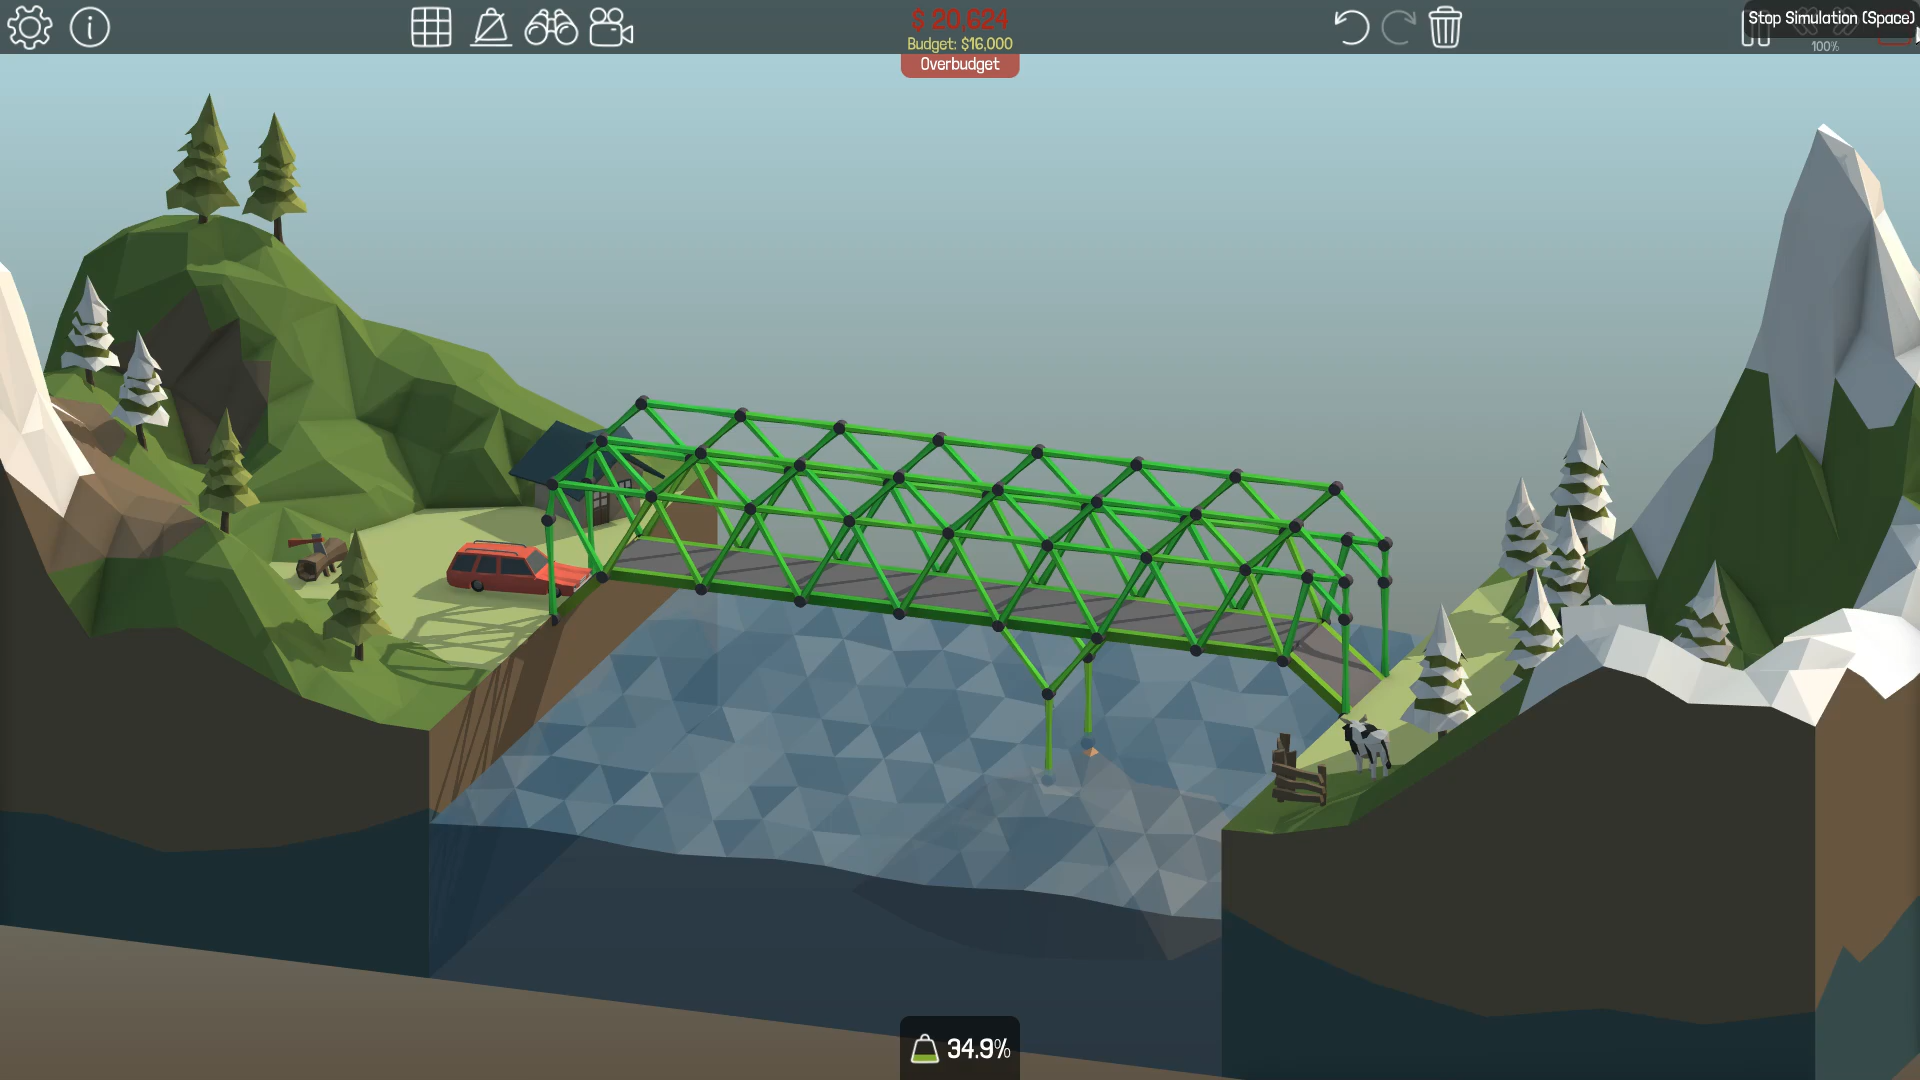 $ 20,624
Budget: $16,000
Overbudget
Stop Simulation (Space)
100%
34.9%